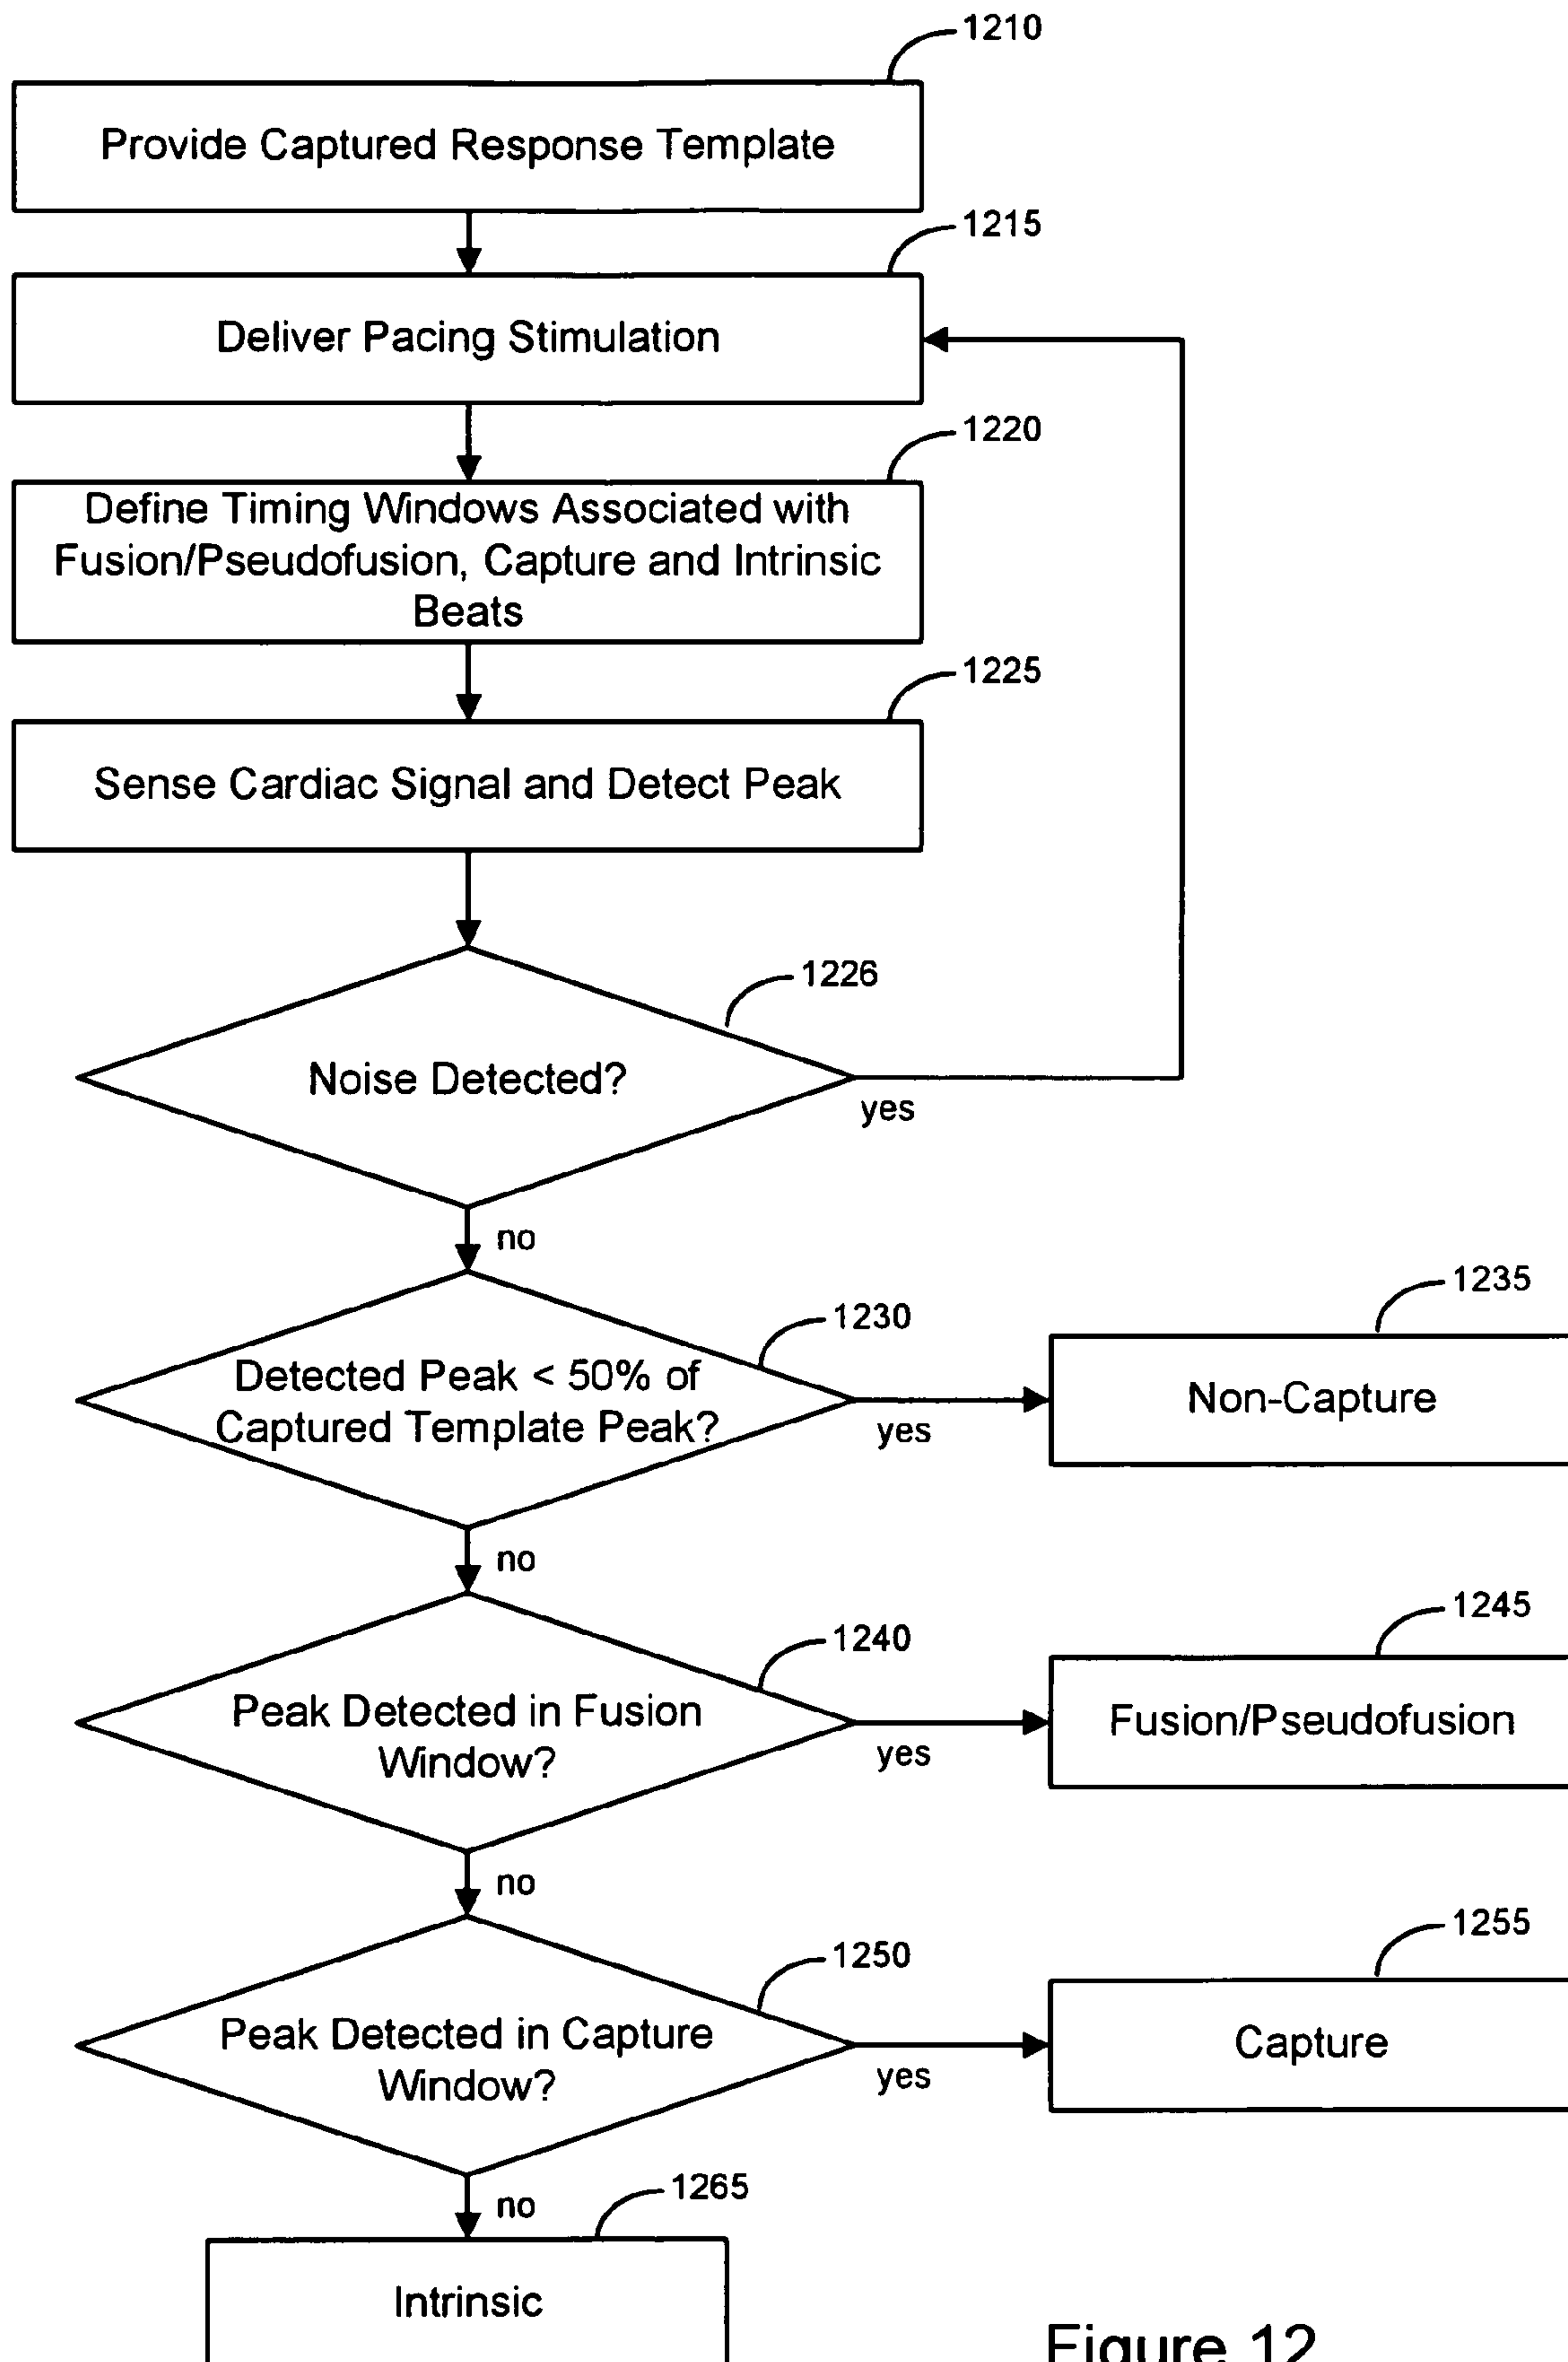 1210
Provide Captured Response Template
1215
Deliver Pacing Stimulation
1220
Define Timing Windows Associated with
Fusion/Pseudofusion, Capture and Intrinsic
Beats
1225
Sense Cardiac Signal and Detect Peak
1226
Noise Detected?
yes
no
1230
Detected Peak < 50% of
Captured Template Peak?
yes
1235
Non-Capture
no
1240
Peak Detected in Fusion
Window?
yes
1245
Fusion/Pseudofusion
no
1250
Peak Detected in Capture
Window?
yes
1255
Capture
no
1265
Intrinsic
Figure 12